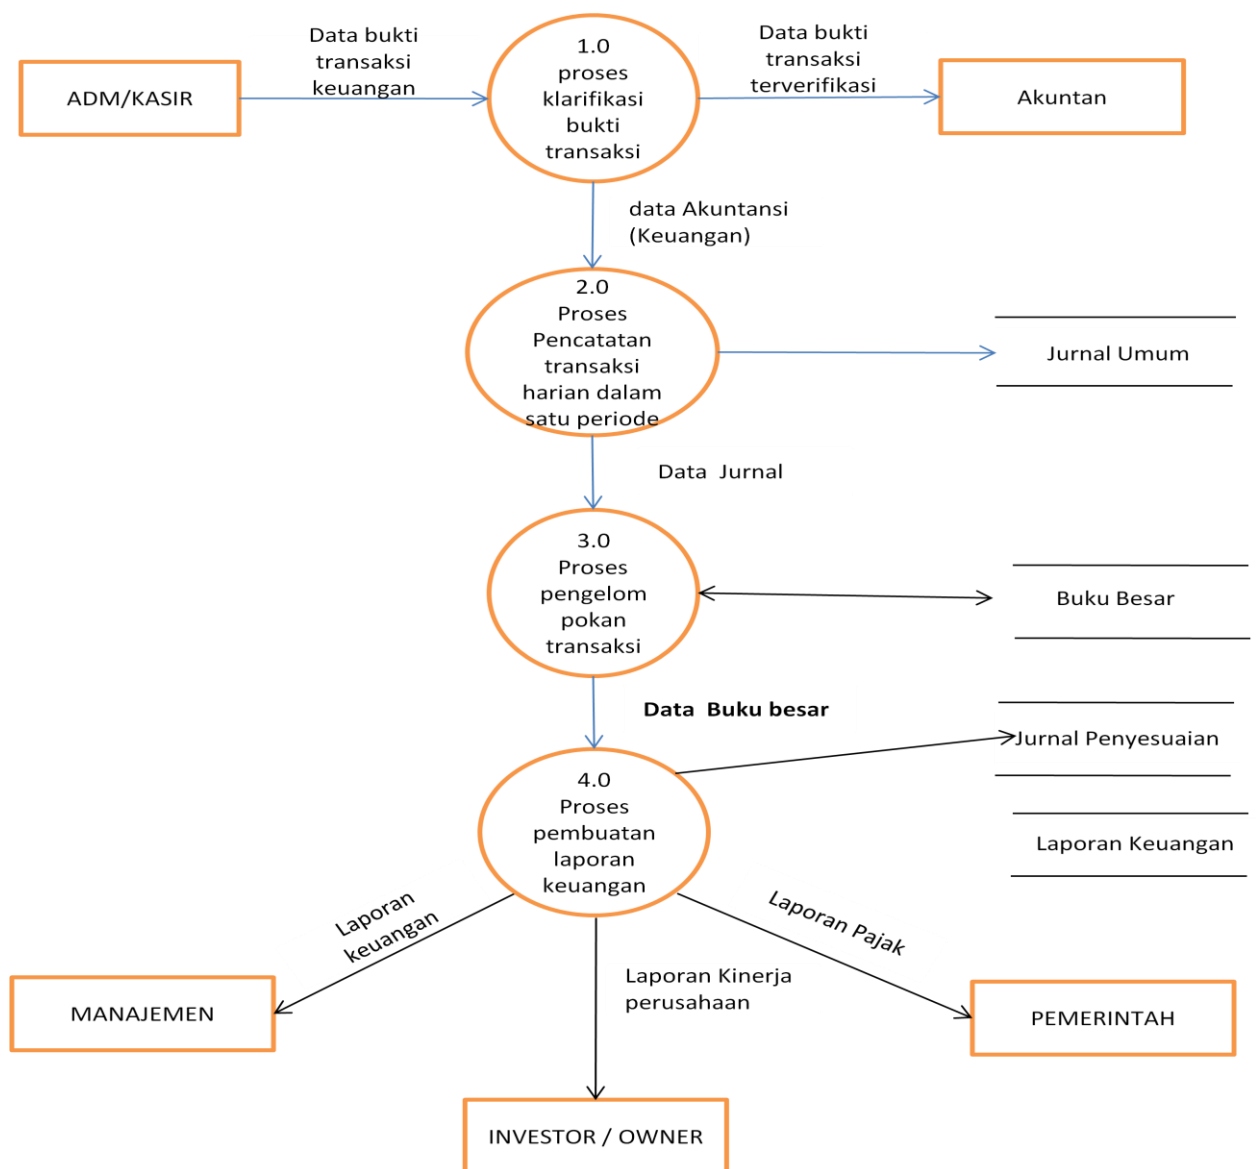 Data bukti
transaksi
keuangan
1.0
proses
klarifikasi
bukti
transaksi
Data bukti
transaksi
terverifikasi
ADM/KASIR
Akuntan
data Akuntansi
(Keuangan)
2.0
Proses
Pencatatan
transaksi
harian dalam
satu periode
Jurnal Umum
Data  Jurnal
3.0
Proses
pengelom
pokan
transaksi
Buku Besar
Data  Buku besar
Jurnal Penyesuaian
4.0
Proses
pembuatan
laporan
keuangan
Laporan Keuangan
Laporan
keuangan
Laporan Pajak
Laporan Kinerja
perusahaan
MANAJEMEN
PEMERINTAH
INVESTOR / OWNER